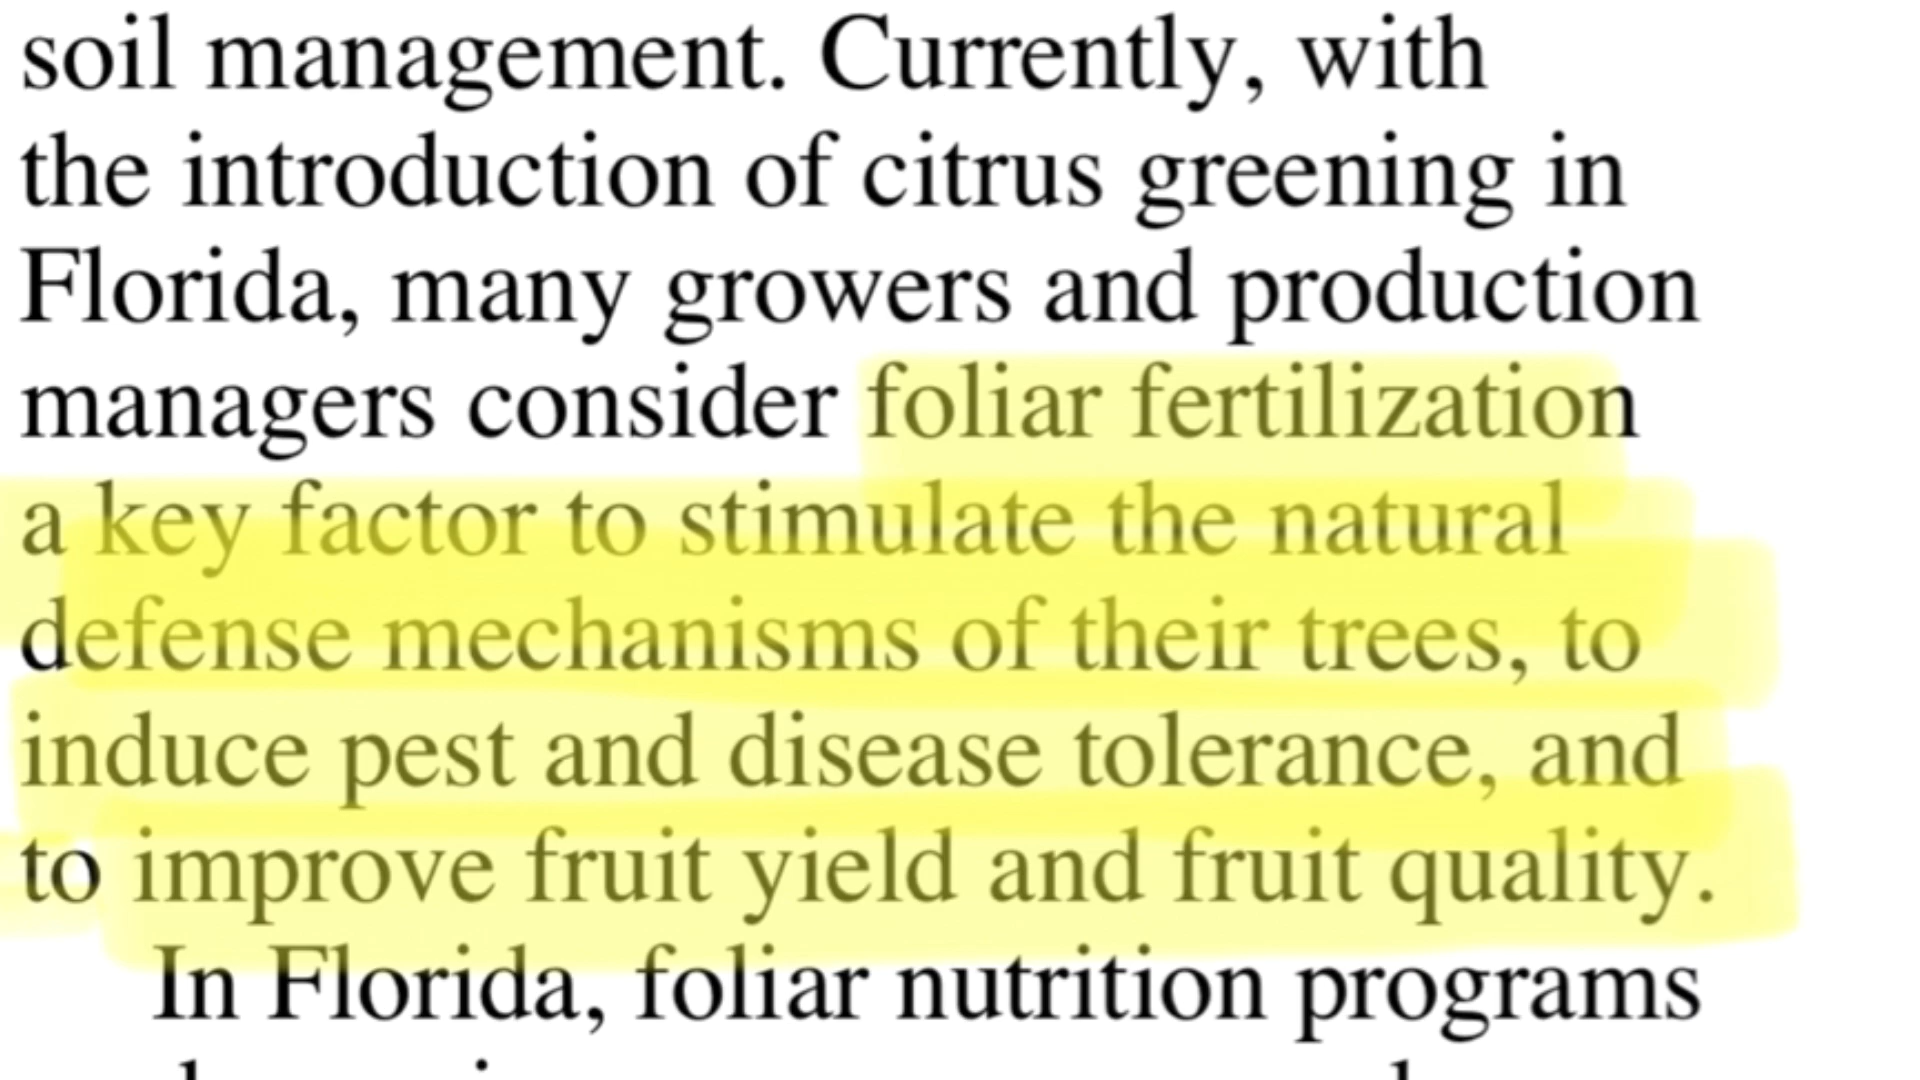 soil management. Currently, with
the introduction of citrus greening in
Florida, many growers and production
managers consider foliar fertilization
a key factor to stimulate the natural
defense mechanisms of their trees, to
induce pest and disease tolerance, and
to improve fruit yield and fruit quality.
In Florida, foliar nutrition programs